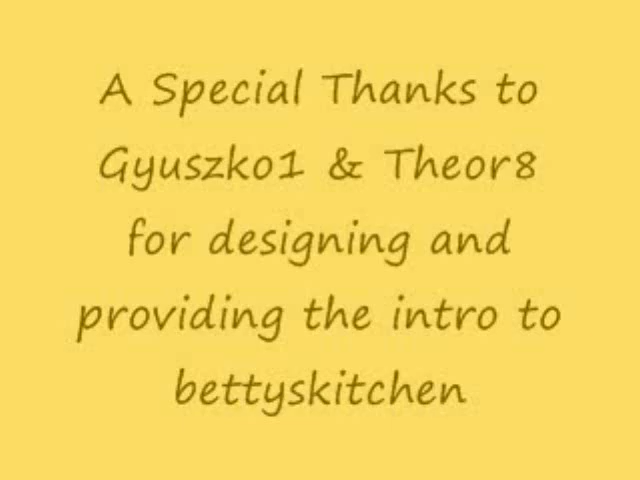 A Special Thanks to
Gyuszko1 & Theor8
for designing and
providing the intro to
bettyskitchen